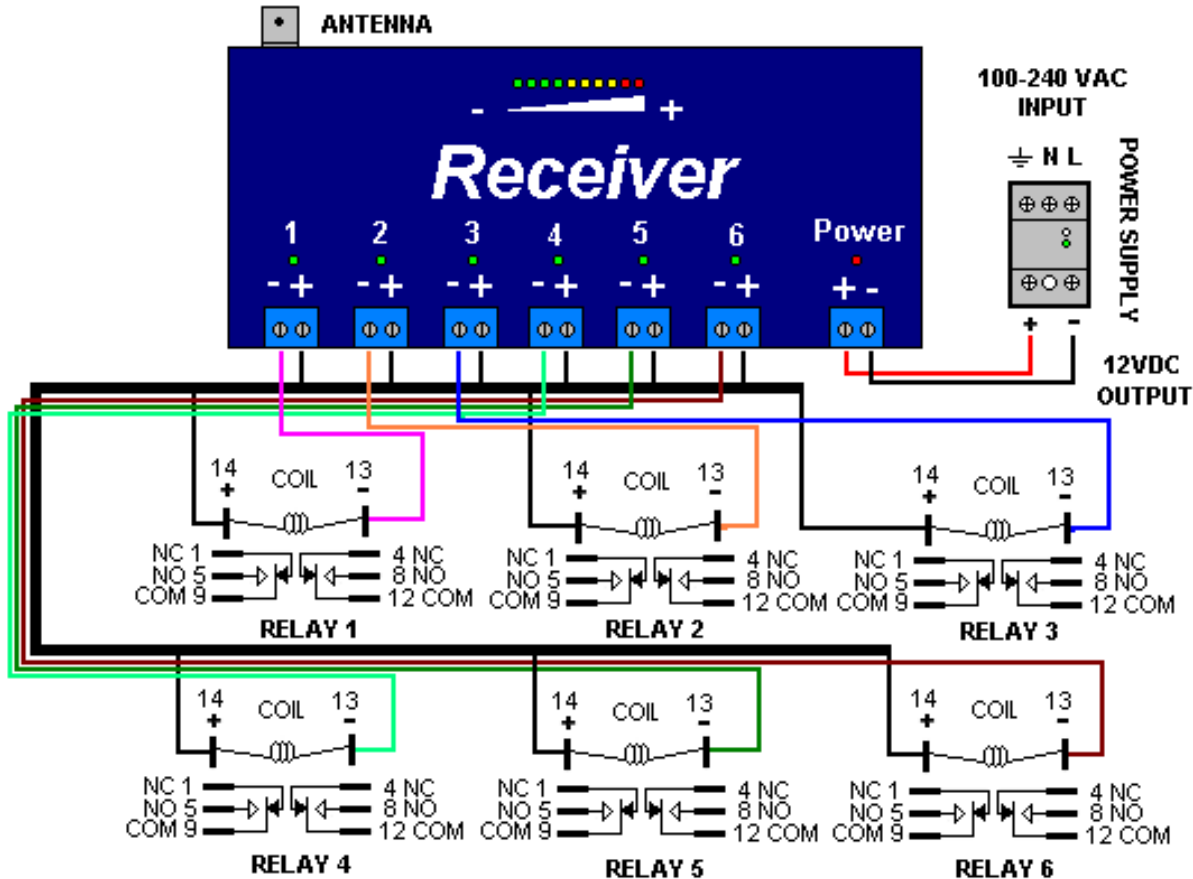 ANTENNA
100-240 VAC
INPUT
- +
N L
Receiver
POWER SUPPLY
1 2 3 4 5 6 Power
- + - + - + - + - + - + + -
+ -
12VDC
OUTPUT
14 COIL 13
+ -
NC 1 4 NC
NO 5 8 NO
COM 9 12 COM
RELAY 1
14 COIL 13
+ -
NC 1 4 NC
NO 5 8 NO
COM 9 12 COM
RELAY 2
14 COIL 13
+ -
NC 1 4 NC
NO 5 8 NO
COM 9 12 COM
RELAY 3
14 COIL 13
+ -
NC 1 4 NC
NO 5 8 NO
COM 9 12 COM
RELAY 4
14 COIL 13
+ -
NC 1 4 NC
NO 5 8 NO
COM 9 12 COM
RELAY 5
14 COIL 13
+ -
NC 1 4 NC
NO 5 8 NO
COM 9 12 COM
RELAY 6